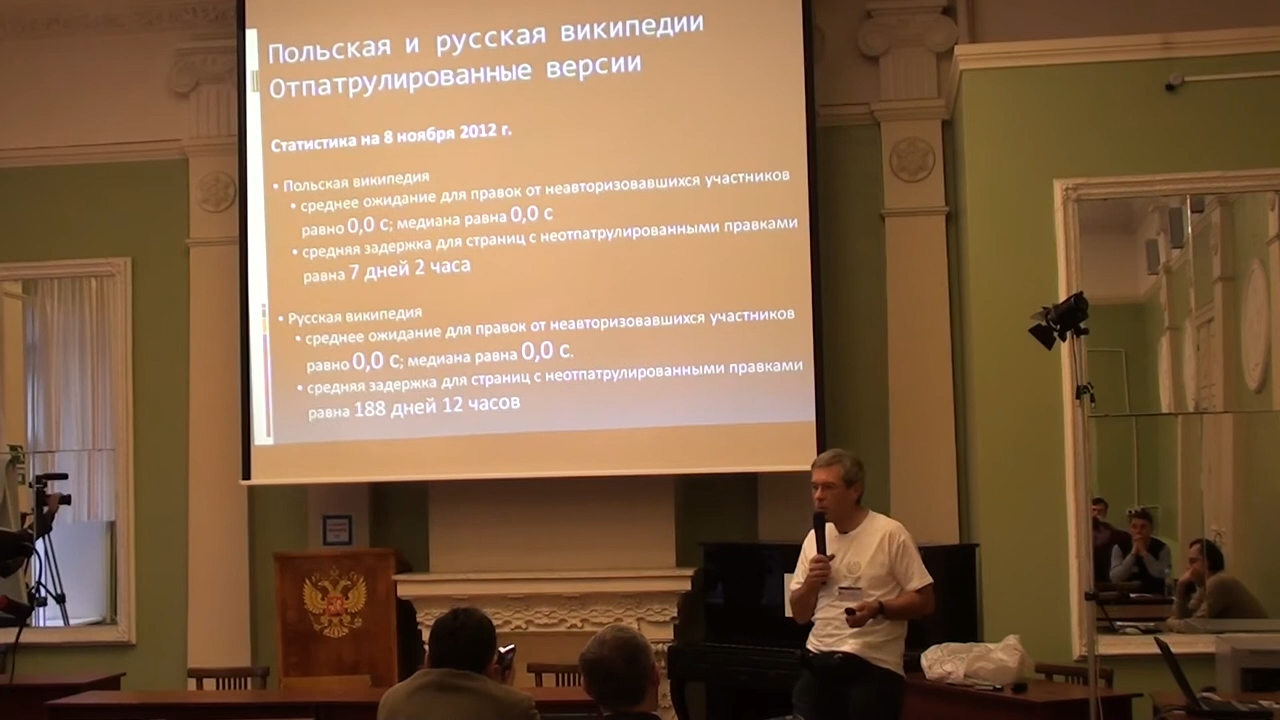 Польская и русская википедии
Отпатрулированные версии
Статистика на 8 ноября 2012 г.
• Польская википедия
• среднее ожидание для правок от неавторизовавшихся участников
равно 0,0 с; медиана равна 0,0 с
• средняя задержка для страниц с неотпатрулированными правками
равна 7 дней 2 часа
• Русская википедия
• среднее ожидание для правок от неавторизовавшихся участников
равно 0,0 с; медиана равна 0,0 с.
• средняя задержка для страниц с неотпатрулированными правками
равна 188 дней 12 часов